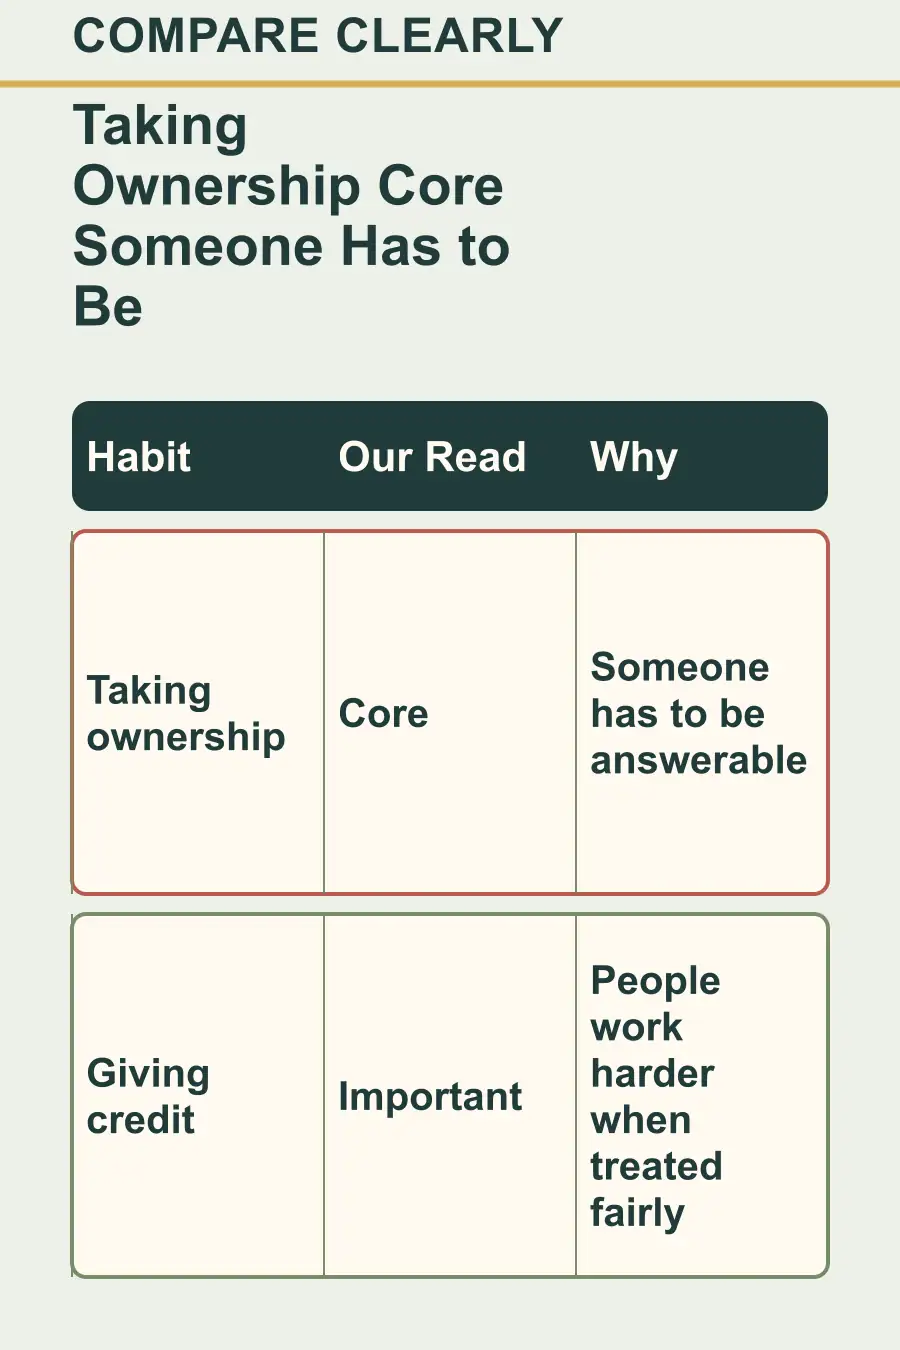 COMPARE CLEARLY
Taking
Ownership Core
Someone Has to
Be
Habit Our Read Why
Taking
ownership
Core
Someone
has to be
answerable
Giving
credit
Important
People
work
harder
when
treated
fairly